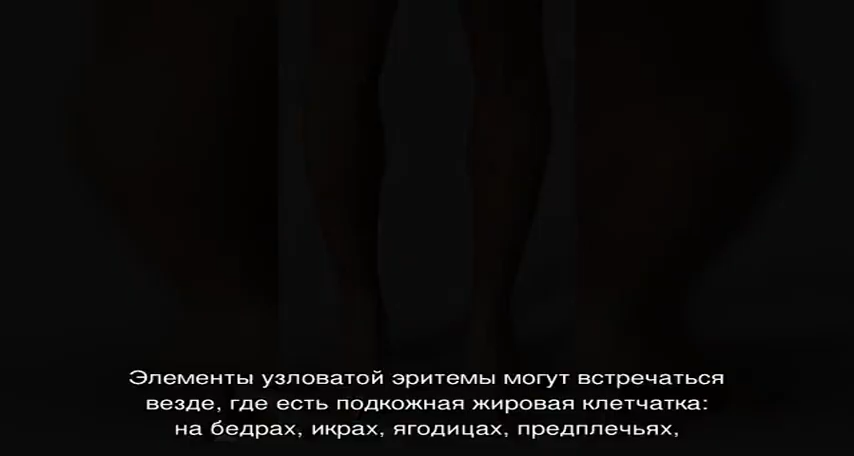 Элементы узловатой эритемы могут встречаться
везде, где есть подкожная жировая клетчатка:
на бедрах, икрах, ягодицах, предплечьях,